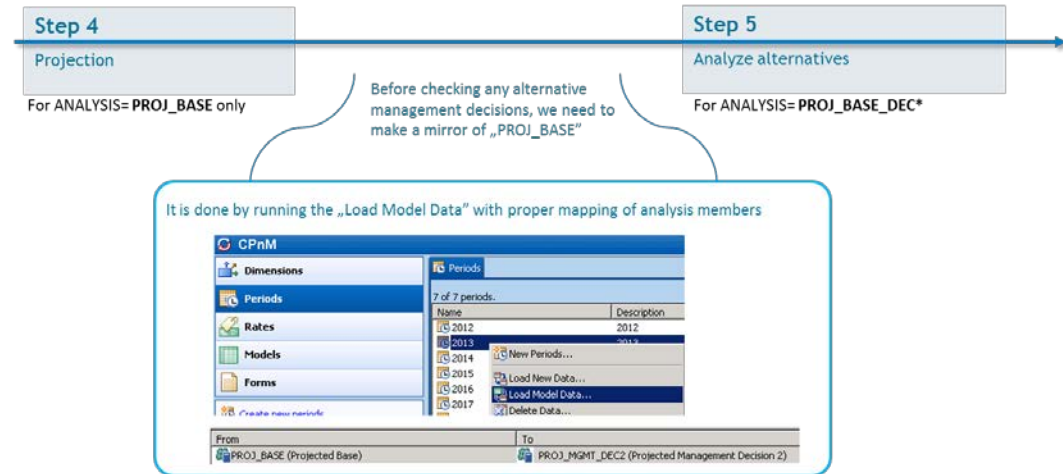 Step 4
Projection
For ANALYSIS= PROJ_BASE only
Step 5
Analyze alternatives
For ANALYSIS= PROJ_BASE_DEC*
Before checking any alternative
management decisions, we need to
make a mirror of „PROJ_BASE”
It is done by running the „Load Model Data” with proper mapping of analysis members
CPnM
Dimensions
Periods
Rates
Models
Forms
Create new periods
Periods
7 of 7 periods.
Name Description
2012 2012
2013 2013
2014
2015
2016
2017
New Periods...
Load New Data...
Load Model Data...
Delete Data...
From To
PROJ_BASE (Projected Base) PROJ_MGMT_DEC2 (Projected Management Decision 2)